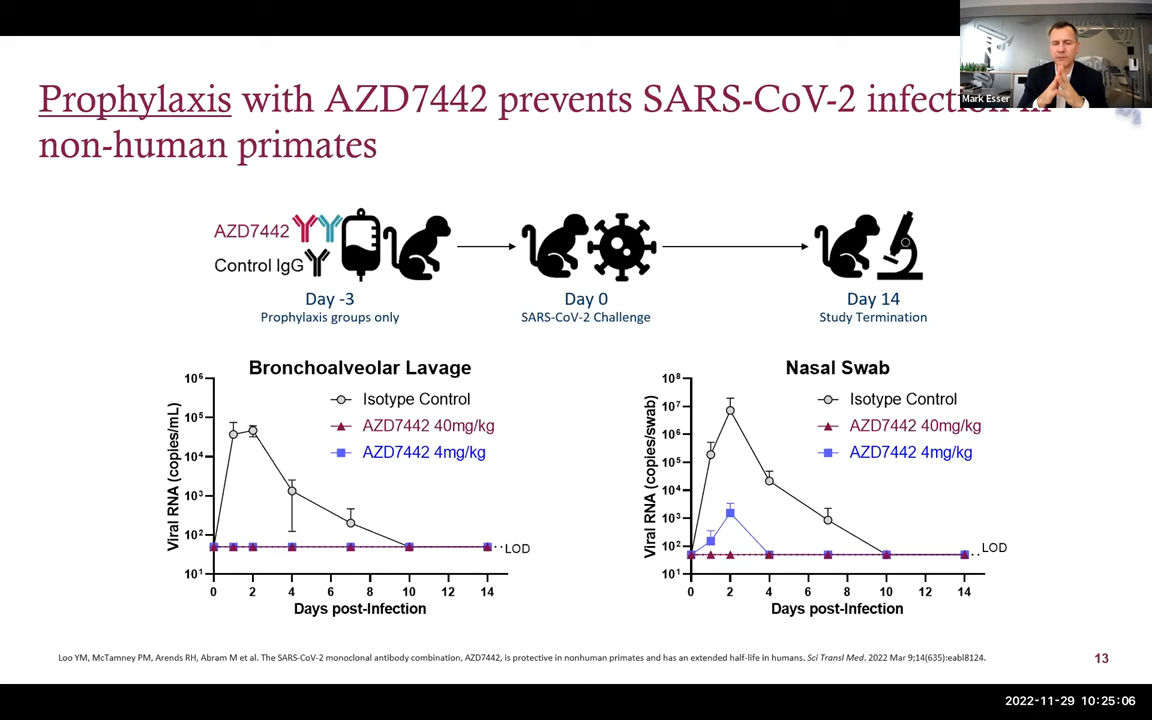 Prophylaxis with AZD7442 prevents SARS-CoV-2 infection in
non-human primates
Mark Esser
AZD7442
Control IgG
Day -3
Prophylaxis groups only
Day 0
SARS-CoV-2 Challenge
Day 14
Study Termination
Bronchoalveolar Lavage
Viral RNA (copies/mL)
10⁶
10⁵
10⁴
10³
10²
10¹
Isotype Control
AZD7442 40mg/kg
AZD7442 4mg/kg
LOD
0 2 4 6 8 10 12 14
Days post-Infection
Nasal Swab
Viral RNA (copies/swab)
10⁸
10⁷
10⁶
10⁵
10⁴
10³
10²
10¹
Isotype Control
AZD7442 40mg/kg
AZD7442 4mg/kg
LOD
0 2 4 6 8 10 12 14
Days post-Infection
Loo YM, McTamney PM, Arends RH, Abram M et al. The SARS-CoV-2 monoclonal antibody combination, AZD7442, is protective in nonhuman primates and has an extended half-life in humans. Sci Transl Med. 2022 Mar 9;14(635):eabl8124.
13
2022-11-29 10:25:06